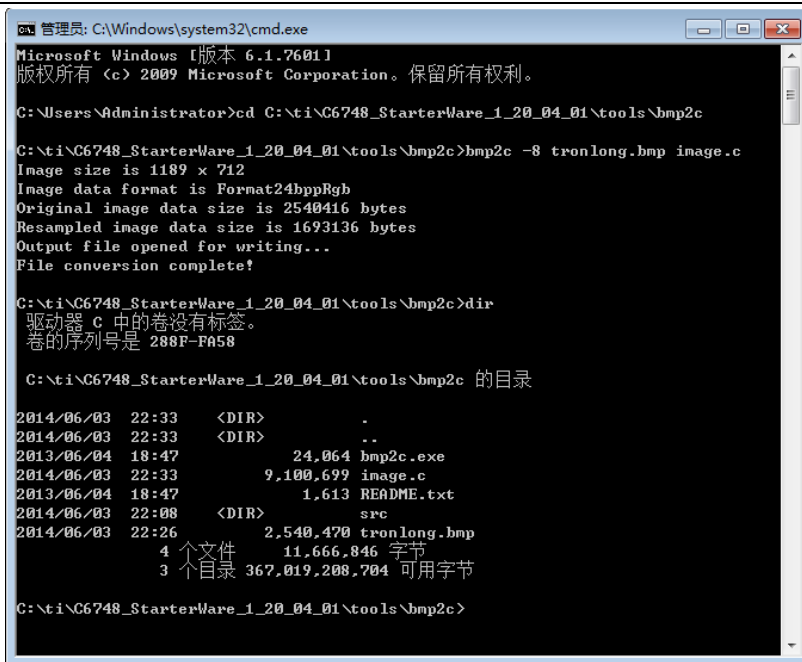 管理员: C:\Windows\system32\cmd.exe
Microsoft Windows [版本 6.1.7601]
版权所有 (c) 2009 Microsoft Corporation。保留所有权利。
C:\Users\Administrator>cd C:\ti\C6748_StarterWare_1_20_04_01\tools\bmp2c
C:\ti\C6748_StarterWare_1_20_04_01\tools\bmp2c>bmp2c -8 tronlong.bmp image.c
Image size is 1189 x 712
Image data format is Format24bppRgb
Original image data size is 2540416 bytes
Resampled image data size is 1693136 bytes
Output file opened for writing...
File conversion complete!
C:\ti\C6748_StarterWare_1_20_04_01\tools\bmp2c>dir
驱动器 C 中的卷没有标签。
卷的序列号是 288F-FA58
C:\ti\C6748_StarterWare_1_20_04_01\tools\bmp2c 的目录
2014/06/03 22:33 <DIR> .
2014/06/03 22:33 <DIR> ..
2013/06/04 18:47 24,064 bmp2c.exe
2014/06/03 22:33 9,100,699 image.c
2013/06/04 18:47 1,613 README.txt
2014/06/03 22:08 <DIR> src
2014/06/03 22:26 2,540,470 tronlong.bmp
4 个文件 11,666,846 字节
3 个目录 367,019,208,704 可用字节
C:\ti\C6748_StarterWare_1_20_04_01\tools\bmp2c>